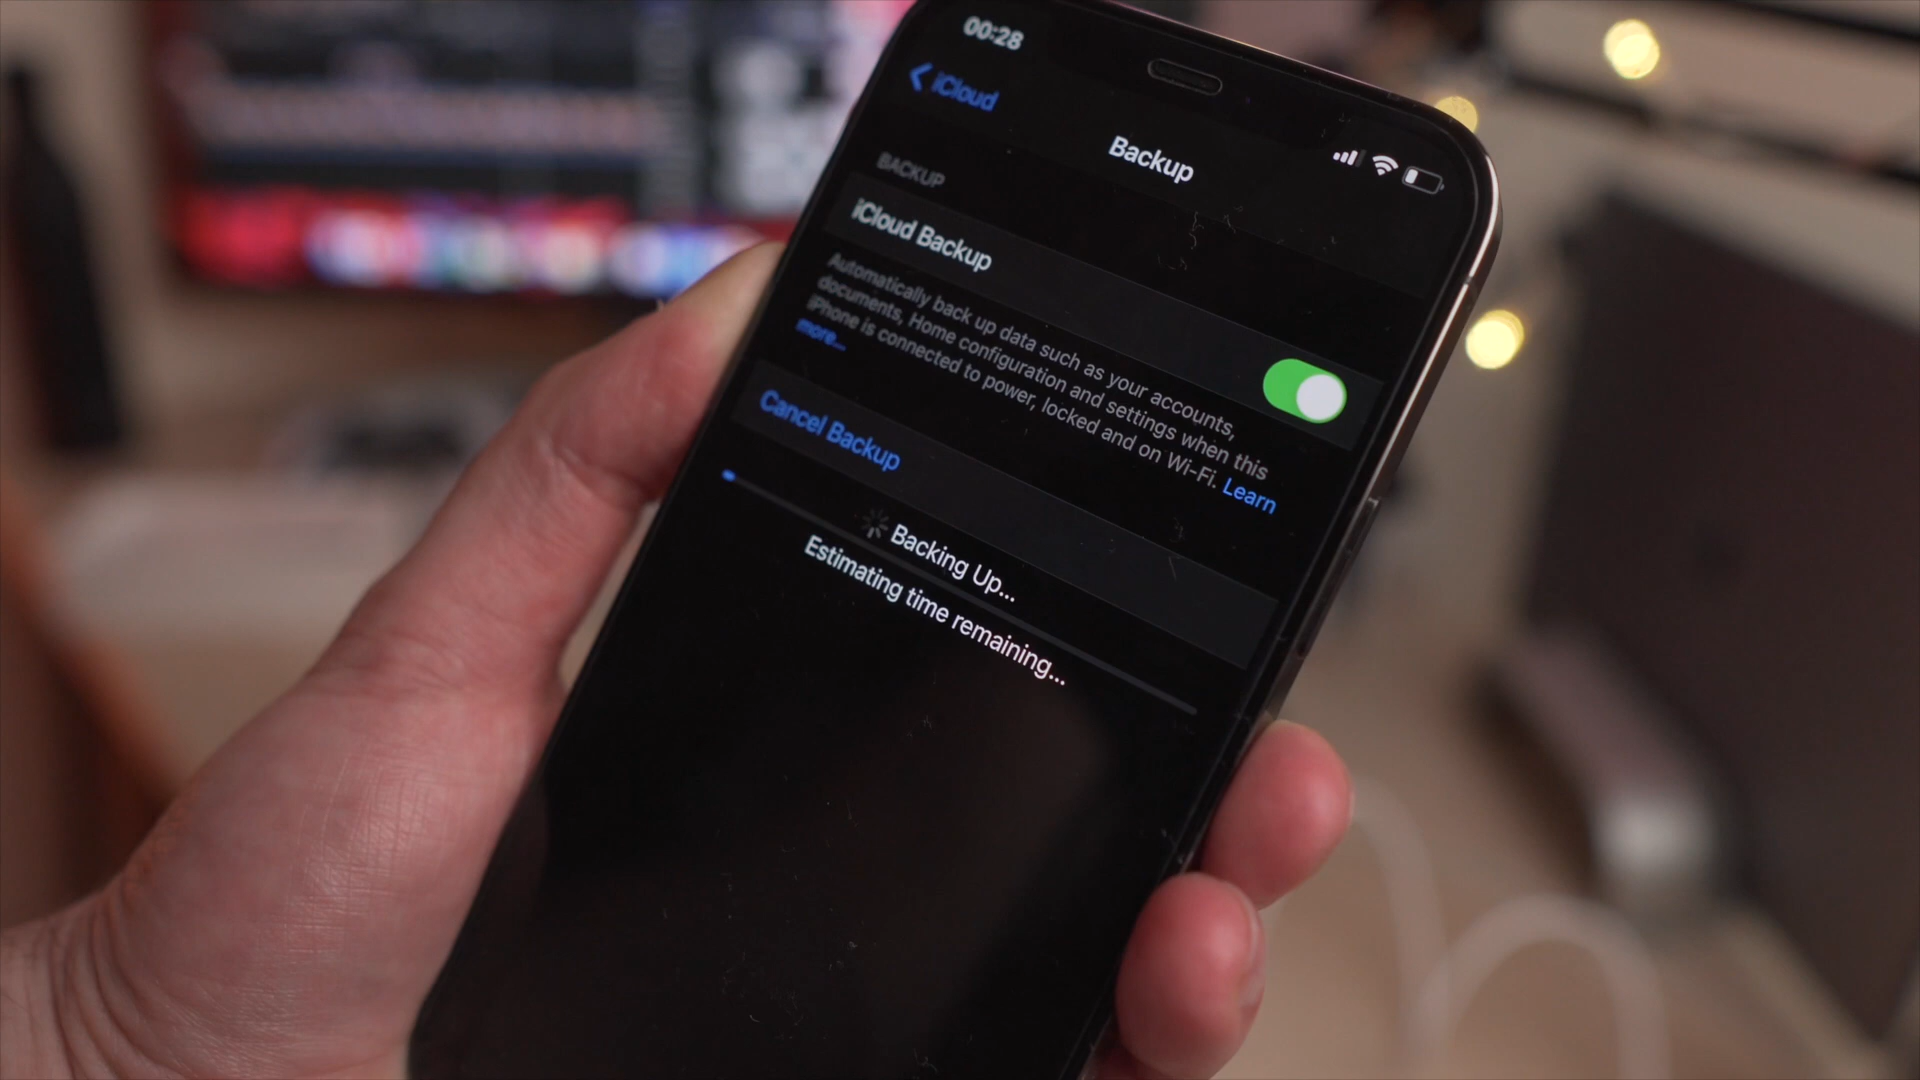 00:28
iCloud
Backup
BACKUP
iCloud Backup
Automatically back up data such as your accounts,
documents, Home configuration and settings when this
iPhone is connected to power, locked and on Wi-Fi. Learn
more...
Cancel Backup
Backing Up...
Estimating time remaining...